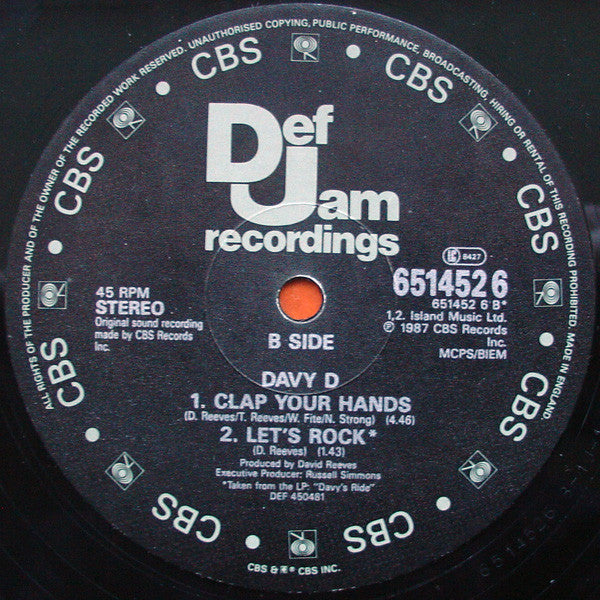 ALL RIGHTS OF THE PRODUCER AND OF THE OWNER OF THE RECORDED WORK RESERVED. UNAUTHORISED COPYING, PUBLIC PERFORMANCE, BROADCASTING, HIRING OR RENTAL OF THIS RECORDING PROHIBITED. MADE IN ENGLAND.
CBS • CBS • CBS • CBS • CBS • CBS • CBS • CBS
Def
Jam
recordings
LC 8427
6514526
651452 6 B*
45 RPM
STEREO
Original sound recording
made by CBS Records
Inc.
1,2. Island Music Ltd.
℗ 1987 CBS Records
Inc.
MCPS/BIEM
B SIDE
DAVY D
1. CLAP YOUR HANDS
(D. Reeves/T. Reeves/W. Fite/N. Strong) (4.46)
2. LET'S ROCK*
(D. Reeves) (1.43)
Produced by David Reeves
Executive Producer: Russell Simmons
*Taken from the LP: "Davy's Ride"
DEF 450481
CBS & ® CBS INC.